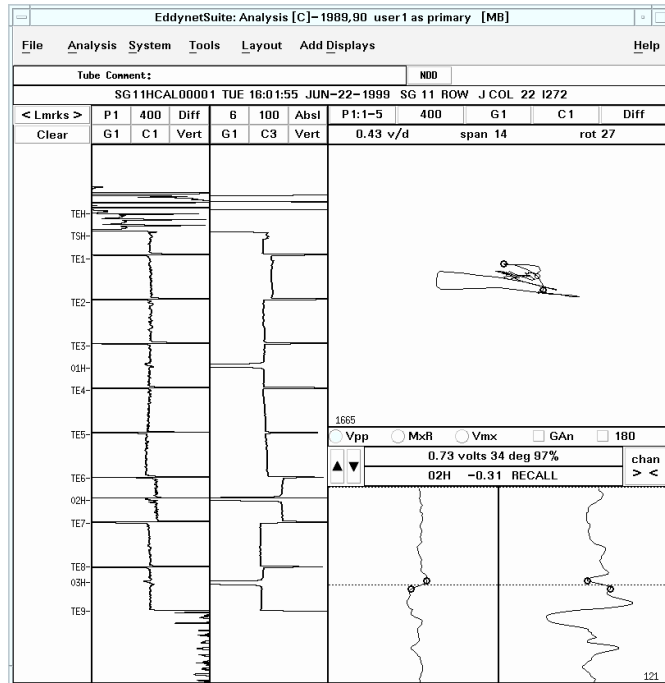 EddynetSuite: Analysis [C]-1989,90 user1 as primary [MB]
File Analysis System Tools Layout Add Displays Help
Tube Comment: NDD
SG11HCAL00001 TUE 16:01:55 JUN-22-1999 SG 11 ROW J COL 22 I272
< Lmrks > P1 400 Diff 6 100 Absl P1:1-5 400 G1 C1 Diff
Clear G1 C1 Vert G1 C3 Vert 0.43 v/d span 14 rot 27
TEH
TSH
TE1
TE2
TE3
01H
TE4
TE5
TE6
02H
TE7
TE8
03H
TE9
1665
Vpp MxR Vmx GAn 180
0.73 volts 34 deg 97% chan
02H -0.31 RECALL > <
121